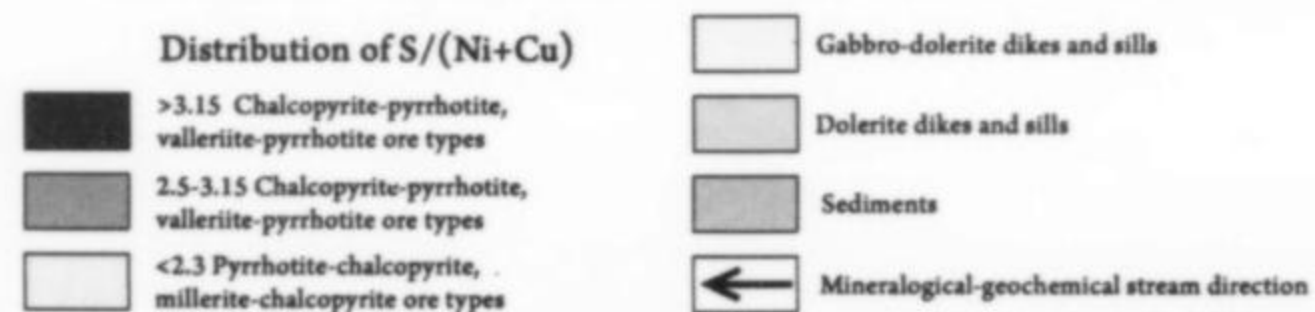 Distribution of S/(Ni+Cu)
>3.15 Chalcopyrite-pyrrhotite,
valleriite-pyrrhotite ore types
2.5-3.15 Chalcopyrite-pyrrhotite,
valleriite-pyrrhotite ore types
<2.3 Pyrrhotite-chalcopyrite,
millerite-chalcopyrite ore types
Gabbro-dolerite dikes and sills
Dolerite dikes and sills
Sediments
Mineralogical-geochemical stream direction